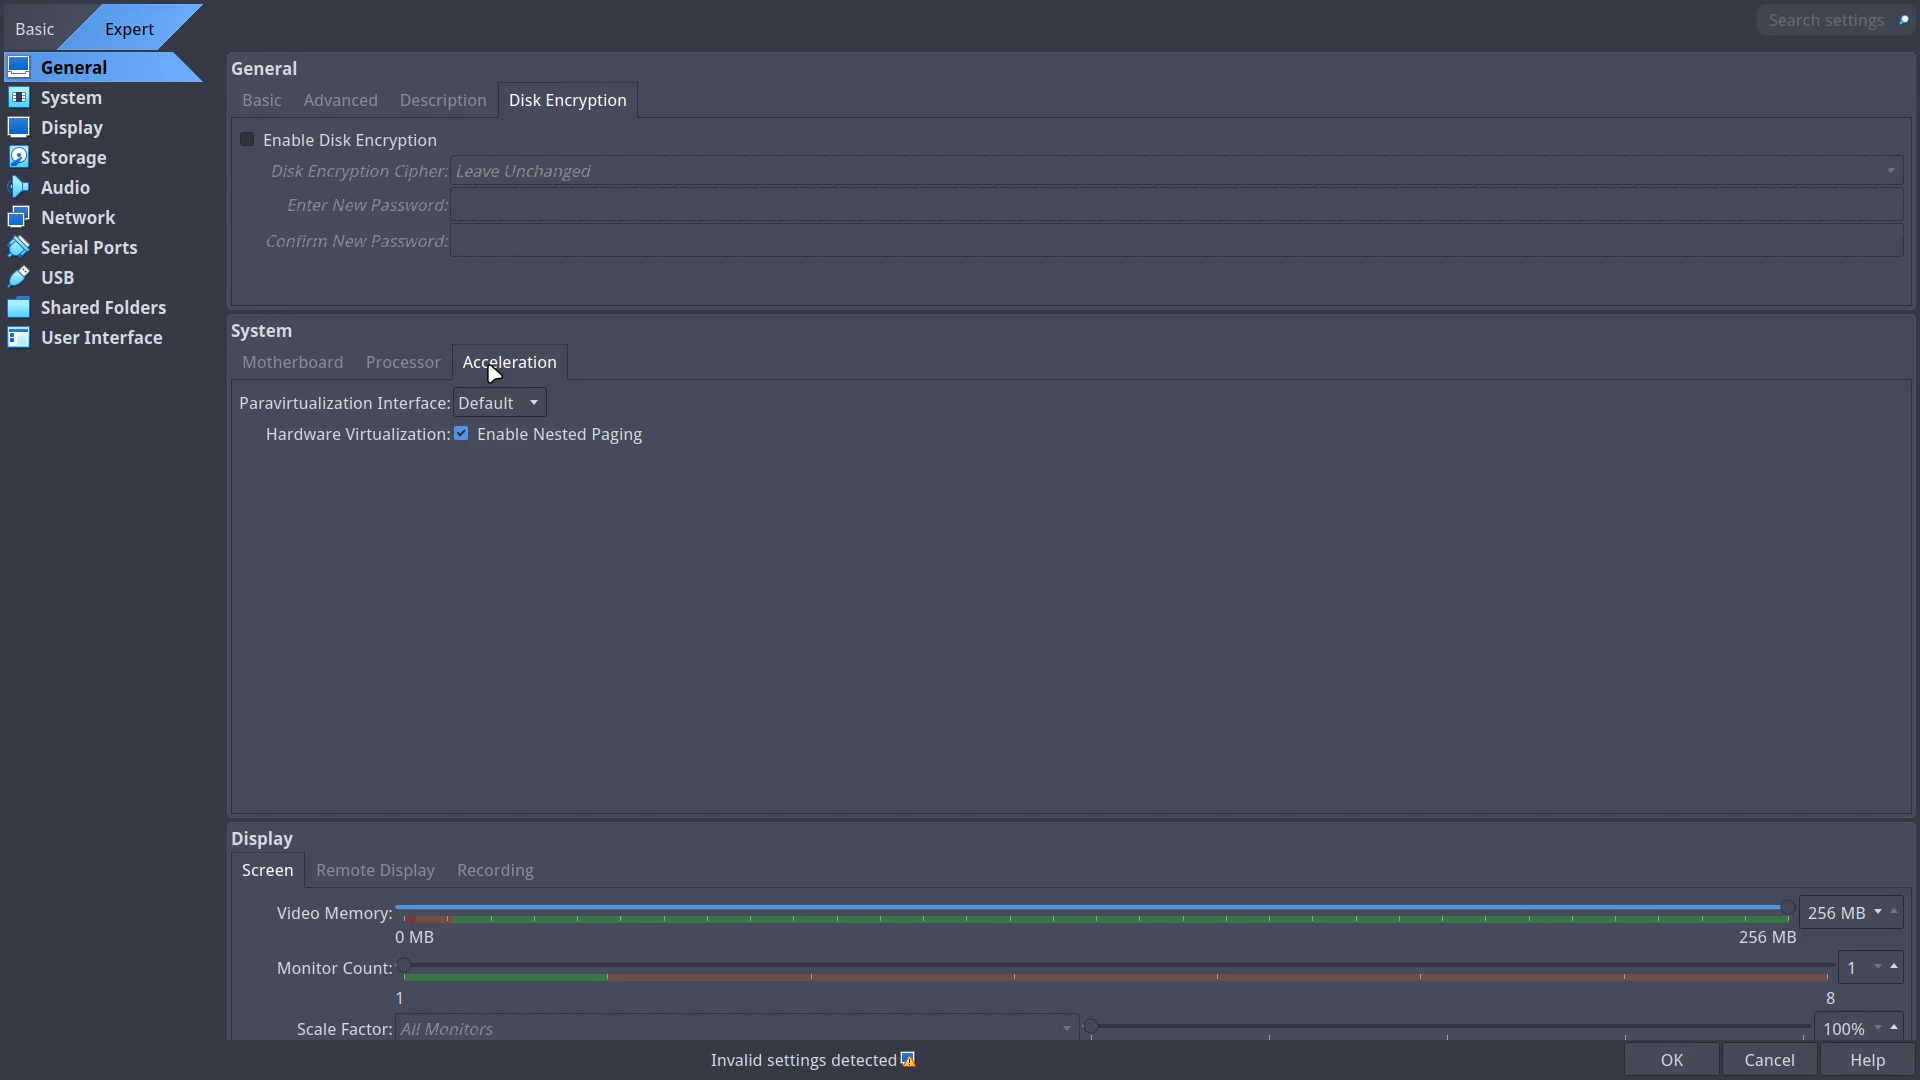 Basic
Expert
Search settings
General
System
Display
Storage
Audio
Network
Serial Ports
USB
Shared Folders
User Interface
General
Basic Advanced Description Disk Encryption
Enable Disk Encryption
Disk Encryption Cipher: Leave Unchanged
Enter New Password:
Confirm New Password:
System
Motherboard Processor Acceleration
Paravirtualization Interface: Default
Hardware Virtualization: Enable Nested Paging
Display
Screen Remote Display Recording
Video Memory: 256 MB
0 MB 256 MB
Monitor Count: 1
1 8
Scale Factor: All Monitors 100%
Invalid settings detected
OK Cancel Help